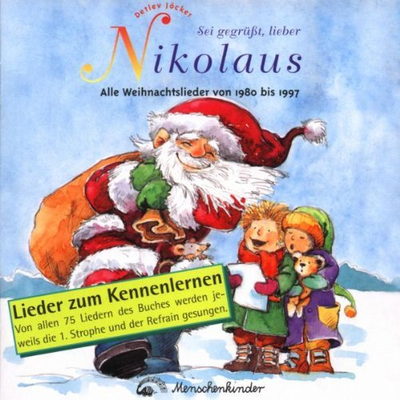 Detlev Jöcker
Sei gegrüßt, lieber
Nikolaus
Alle Weihnachtslieder von 1980 bis 1997
Lieder zum Kennenlernen
Von allen 75 Liedern des Buches werden je-
weils die 1. Strophe und der Refrain gesungen.
Menschenkinder